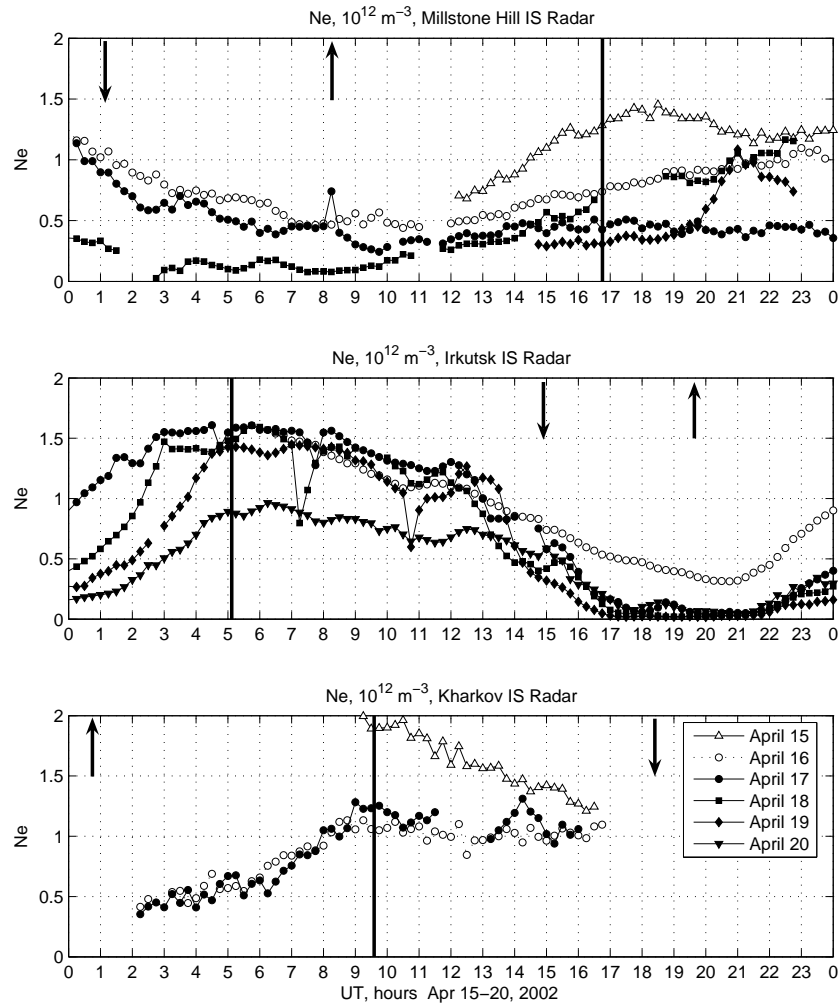 Ne, 10^12 m^−3, Millstone Hill IS Radar
2
1.5
1
0.5
0
Ne
0 1 2 3 4 5 6 7 8 9 10 11 12 13 14 15 16 17 18 19 20 21 22 23 0
Ne, 10^12 m^−3, Irkutsk IS Radar
2
1.5
1
0.5
0
Ne
0 1 2 3 4 5 6 7 8 9 10 11 12 13 14 15 16 17 18 19 20 21 22 23 0
Ne, 10^12 m^−3, Kharkov IS Radar
2
1.5
1
0.5
0
Ne
April 15
April 16
April 17
April 18
April 19
April 20
0 1 2 3 4 5 6 7 8 9 10 11 12 13 14 15 16 17 18 19 20 21 22 23 0
UT, hours Apr 15−20, 2002